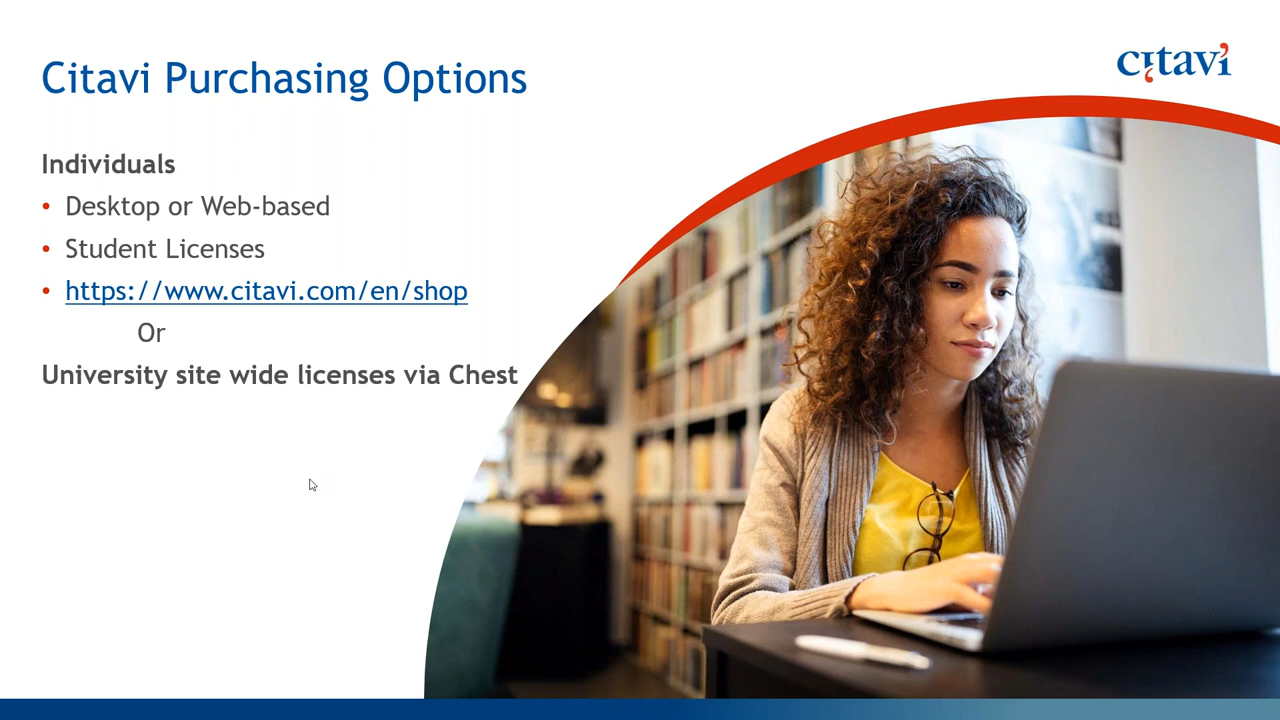 Citavi Purchasing Options
citavi
Individuals
• Desktop or Web-based
• Student Licenses
• https://www.citavi.com/en/shop
Or
University site wide licenses via Chest